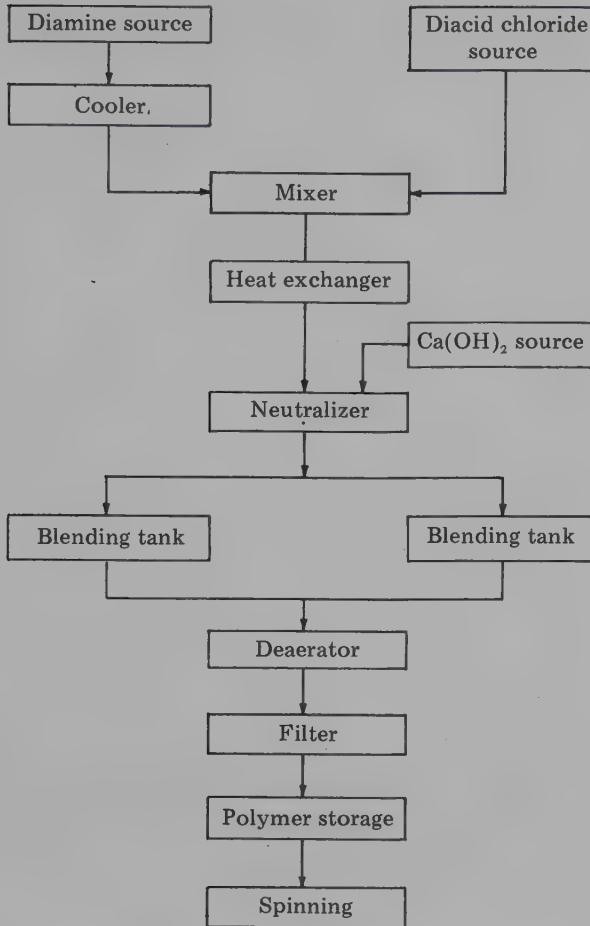 Diamine source
Diacid chloride
source
Cooler
Mixer
Heat exchanger
Ca(OH)₂ source
Neutralizer
Blending tank
Blending tank
Deaerator
Filter
Polymer storage
Spinning